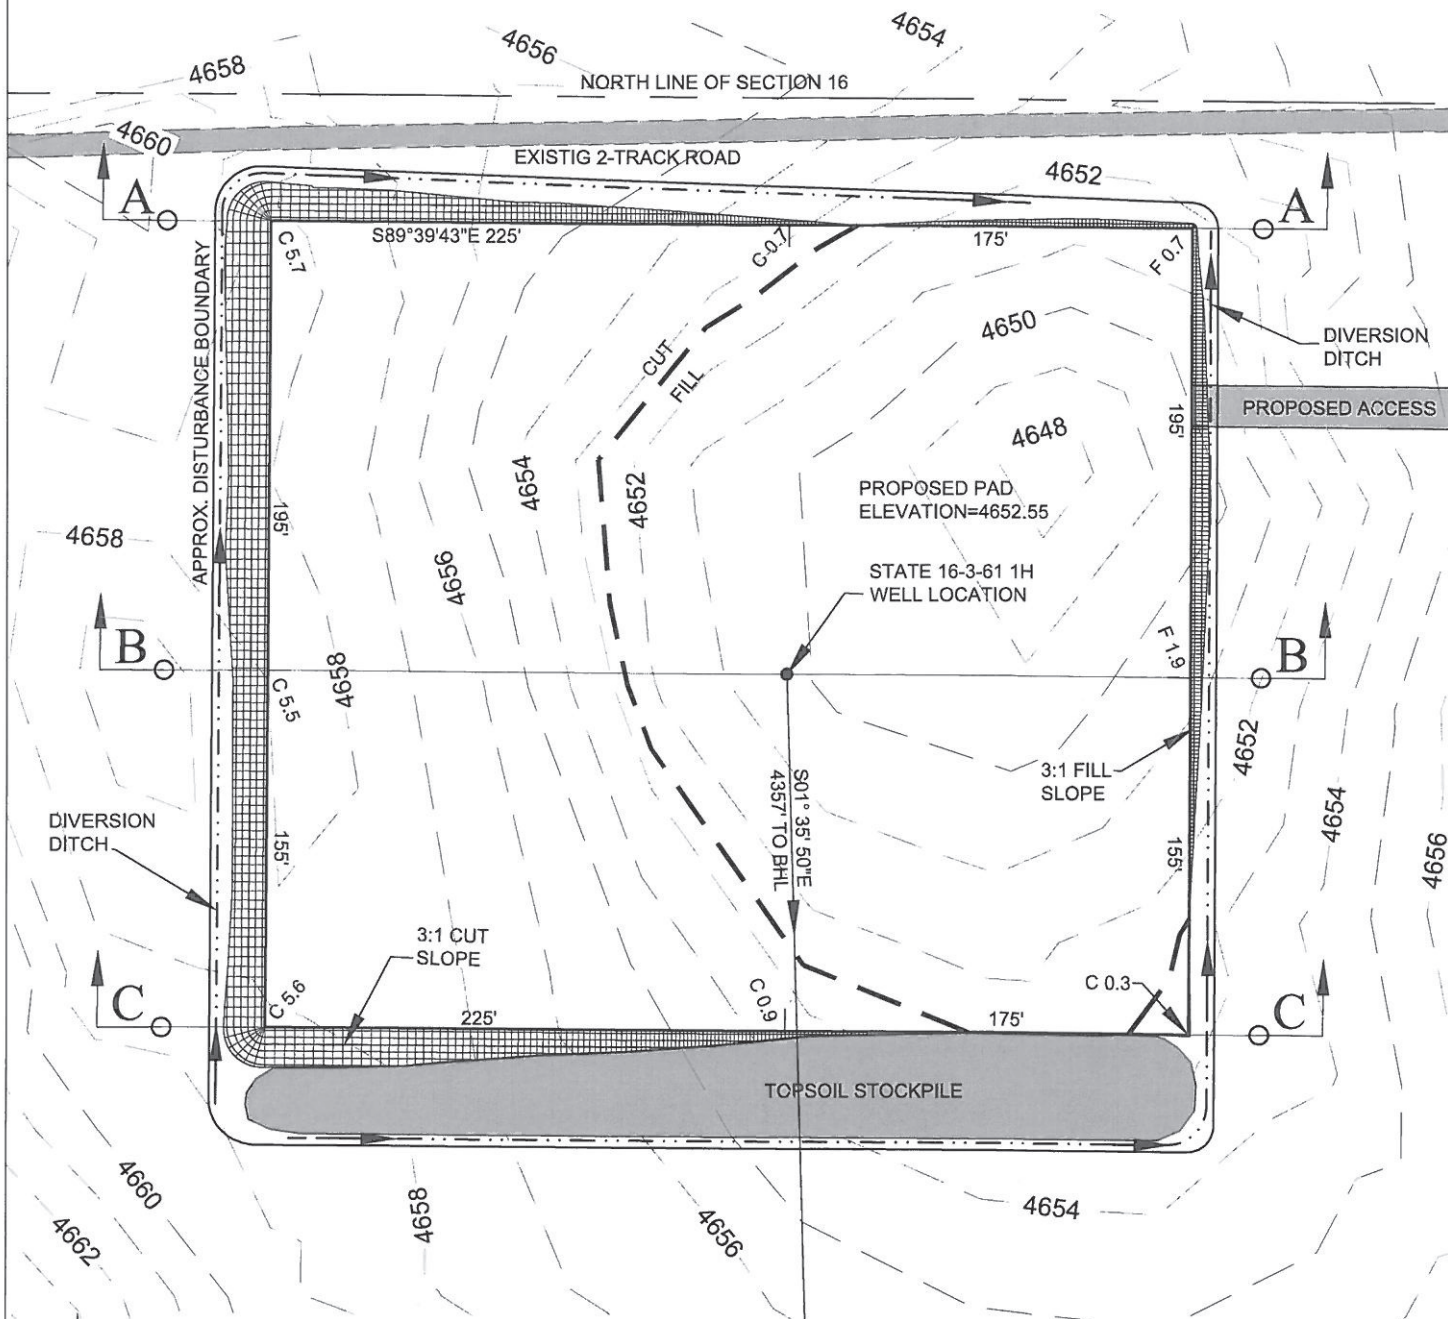 4654
4656
4658
NORTH LINE OF SECTION 16
4660
EXISTIG 2-TRACK ROAD
4652
A
A
S89°39'43"E 225'
C-0.7
175'
C 5.7
F 0.7
APPROX. DISTURBANCE BOUNDARY
4650
DIVERSION
DITCH
CUT
FILL
PROPOSED ACCESS
195'
4648
4654
4652
PROPOSED PAD
ELEVATION=4652.55
195'
4658
4656
STATE 16-3-61 1H
WELL LOCATION
B
B
F 1.9
4658
C 5.5
4652
3:1 FILL
SLOPE
S01° 35' 50"E
4357' TO BHL
4654
DIVERSION
DITCH
155'
155'
4656
3:1 CUT
SLOPE
C 5.6
C 0.9
C 0.3
C
C
225'
175'
TOPSOIL STOCKPILE
4660
4658
4656
4654
4662